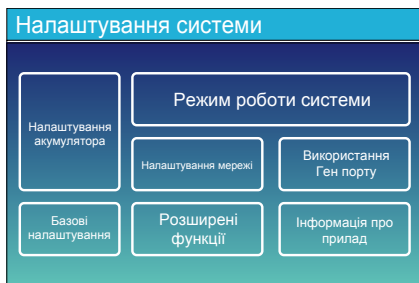 Налаштування системи
Режим роботи системи
Налаштування
акумулятора
Налаштування мережі
Використання
Ген порту
Базові
налаштування
Розширені
функції
Інформація про
прилад